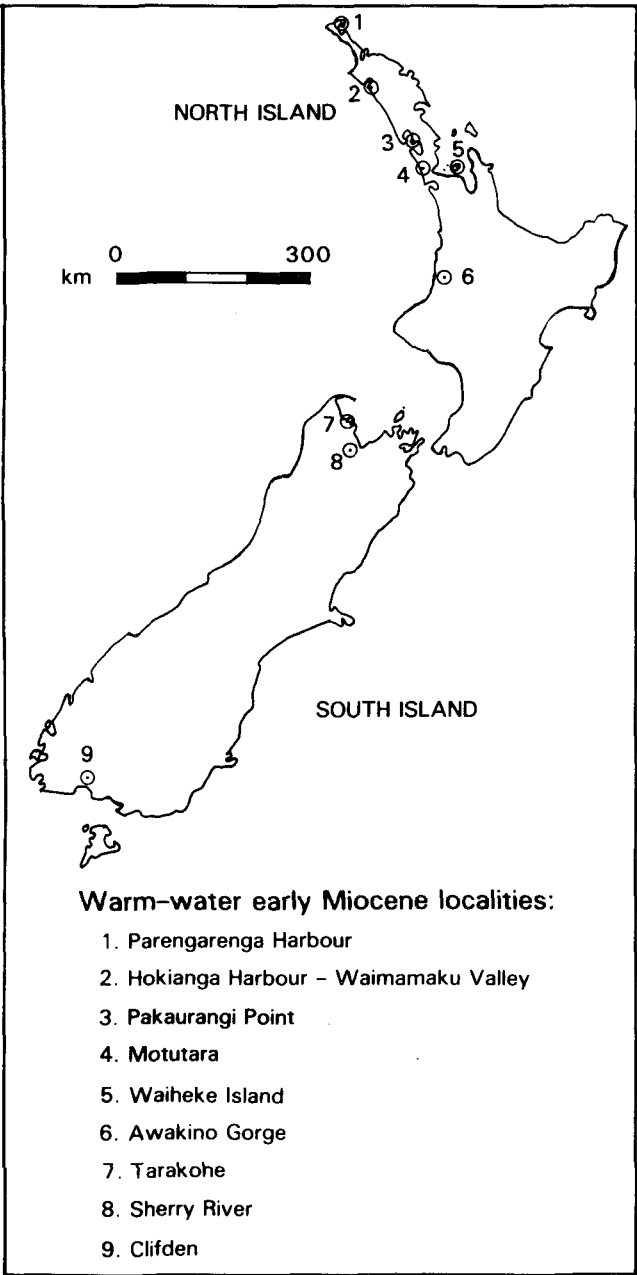 1
2
NORTH ISLAND
3
5
4
0 300
km
6
7
8
SOUTH ISLAND
9
Warm-water early Miocene localities:
1. Parengarenga Harbour
2. Hokianga Harbour - Waimamaku Valley
3. Pakaurangi Point
4. Motutara
5. Waiheke Island
6. Awakino Gorge
7. Tarakohe
8. Sherry River
9. Clifden